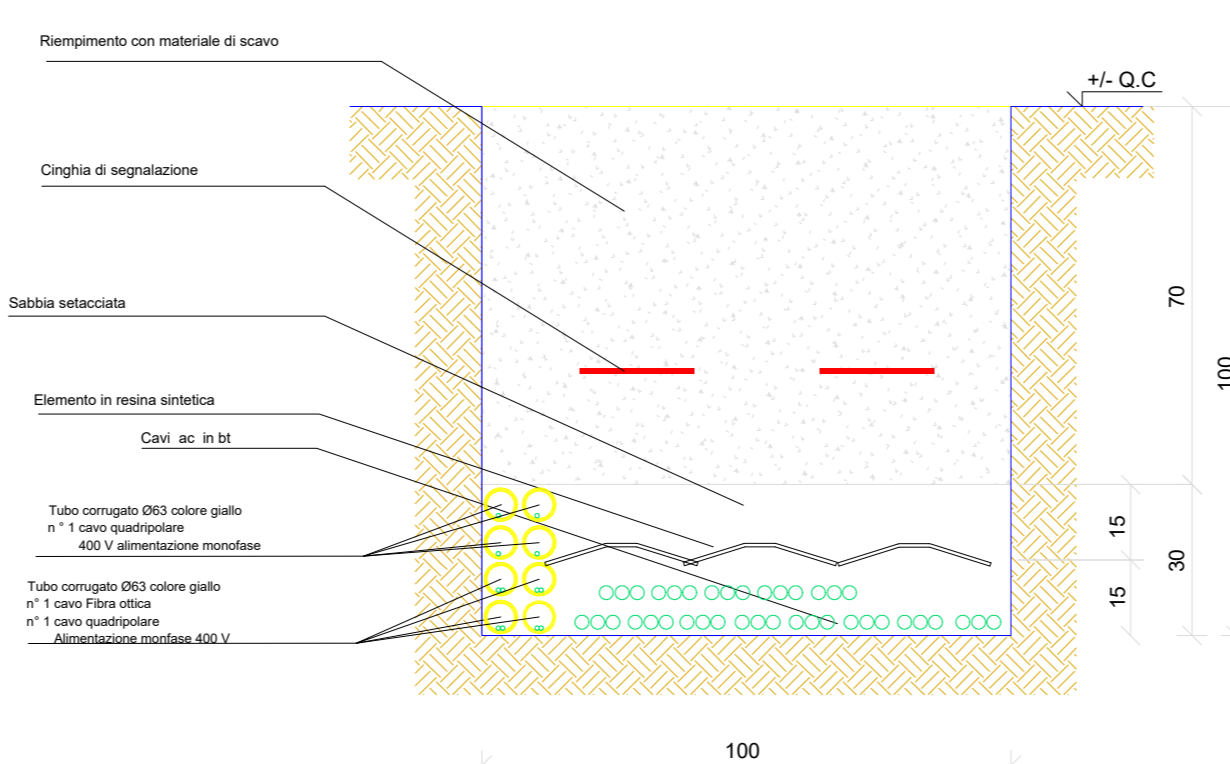 Riempimento con materiale di scavo
+/- Q.C
Cinghia di segnalazione
70
100
Sabbia setacciata
Elemento in resina sintetica
Cavi ac in bt
Tubo corrugato Ø63 colore giallo
n ° 1 cavo quadripolare
400 V alimentazione monofase
15
30
15
Tubo corrugato Ø63 colore giallo
n° 1 cavo Fibra ottica
n° 1 cavo quadripolare
Alimentazione monfase 400 V
100